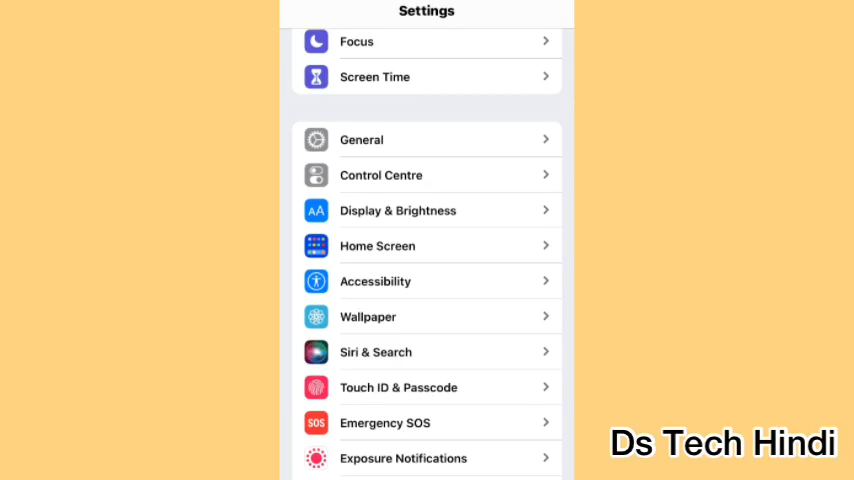 Settings
Focus
Screen Time
General
Control Centre
AA
Display & Brightness
Home Screen
Accessibility
Wallpaper
Siri & Search
Touch ID & Passcode
SOS
Emergency SOS
Exposure Notifications
Ds Tech Hindi